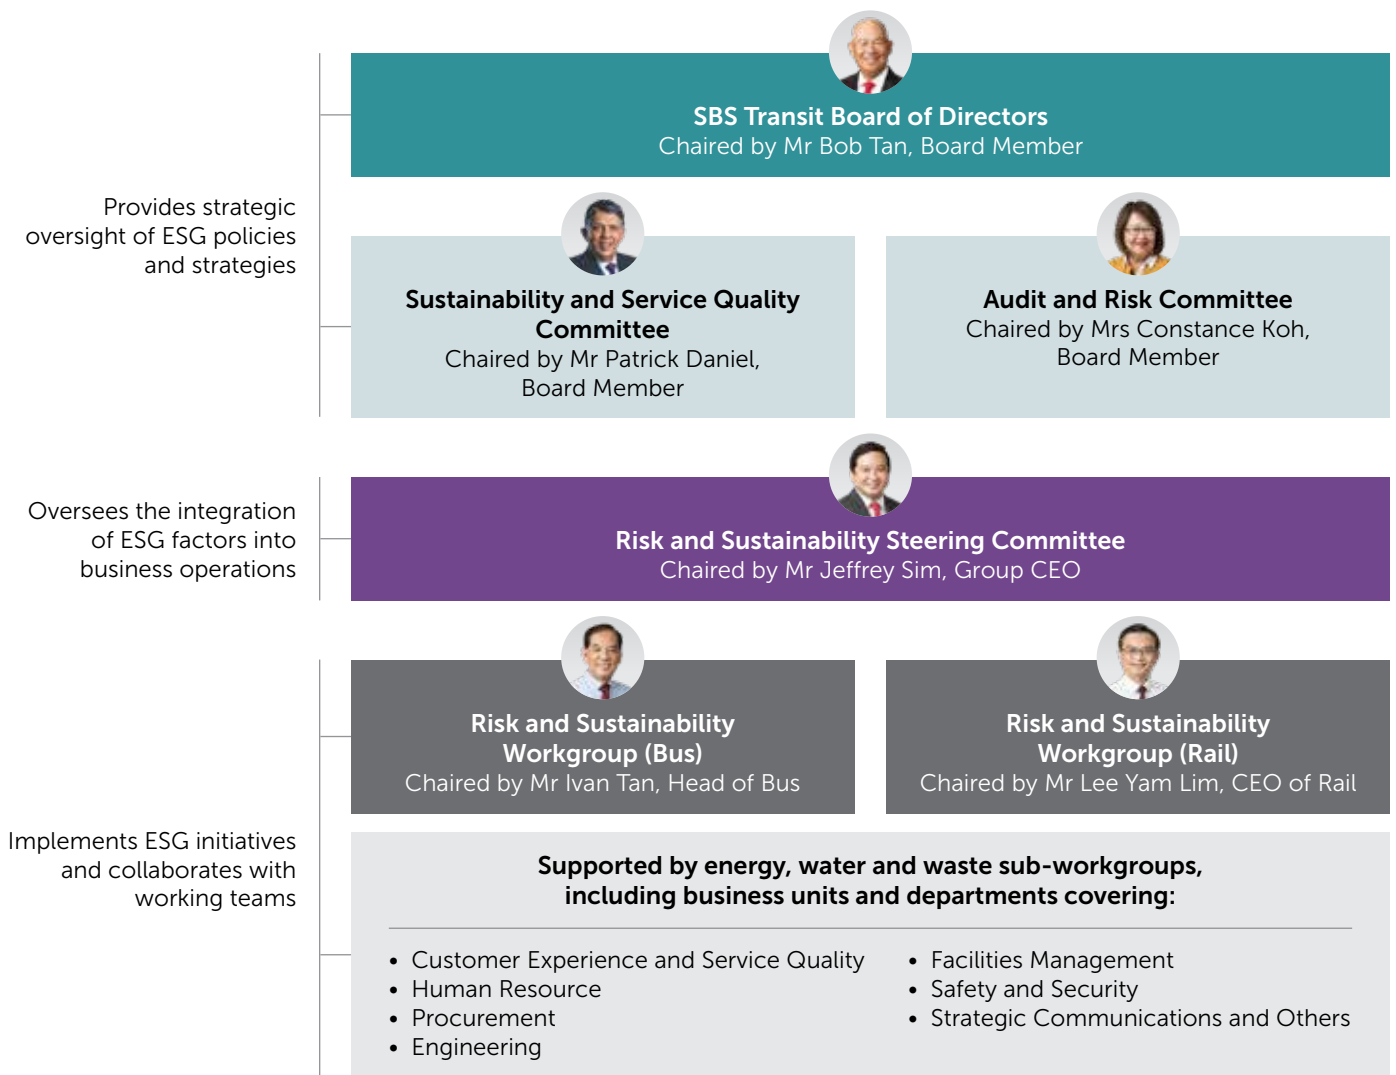 SBS Transit Board of Directors
Chaired by Mr Bob Tan, Board Member
Provides strategic
oversight of ESG policies
and strategies
Sustainability and Service Quality
Committee
Chaired by Mr Patrick Daniel,
Board Member
Audit and Risk Committee
Chaired by Mrs Constance Koh,
Board Member
Oversees the integration
of ESG factors into
business operations
Risk and Sustainability Steering Committee
Chaired by Mr Jeffrey Sim, Group CEO
Risk and Sustainability
Workgroup (Bus)
Chaired by Mr Ivan Tan, Head of Bus
Risk and Sustainability
Workgroup (Rail)
Chaired by Mr Lee Yam Lim, CEO of Rail
Implements ESG initiatives
and collaborates with
working teams
Supported by energy, water and waste sub-workgroups,
including business units and departments covering:
• Customer Experience and Service Quality
• Human Resource
• Procurement
• Engineering
• Facilities Management
• Safety and Security
• Strategic Communications and Others